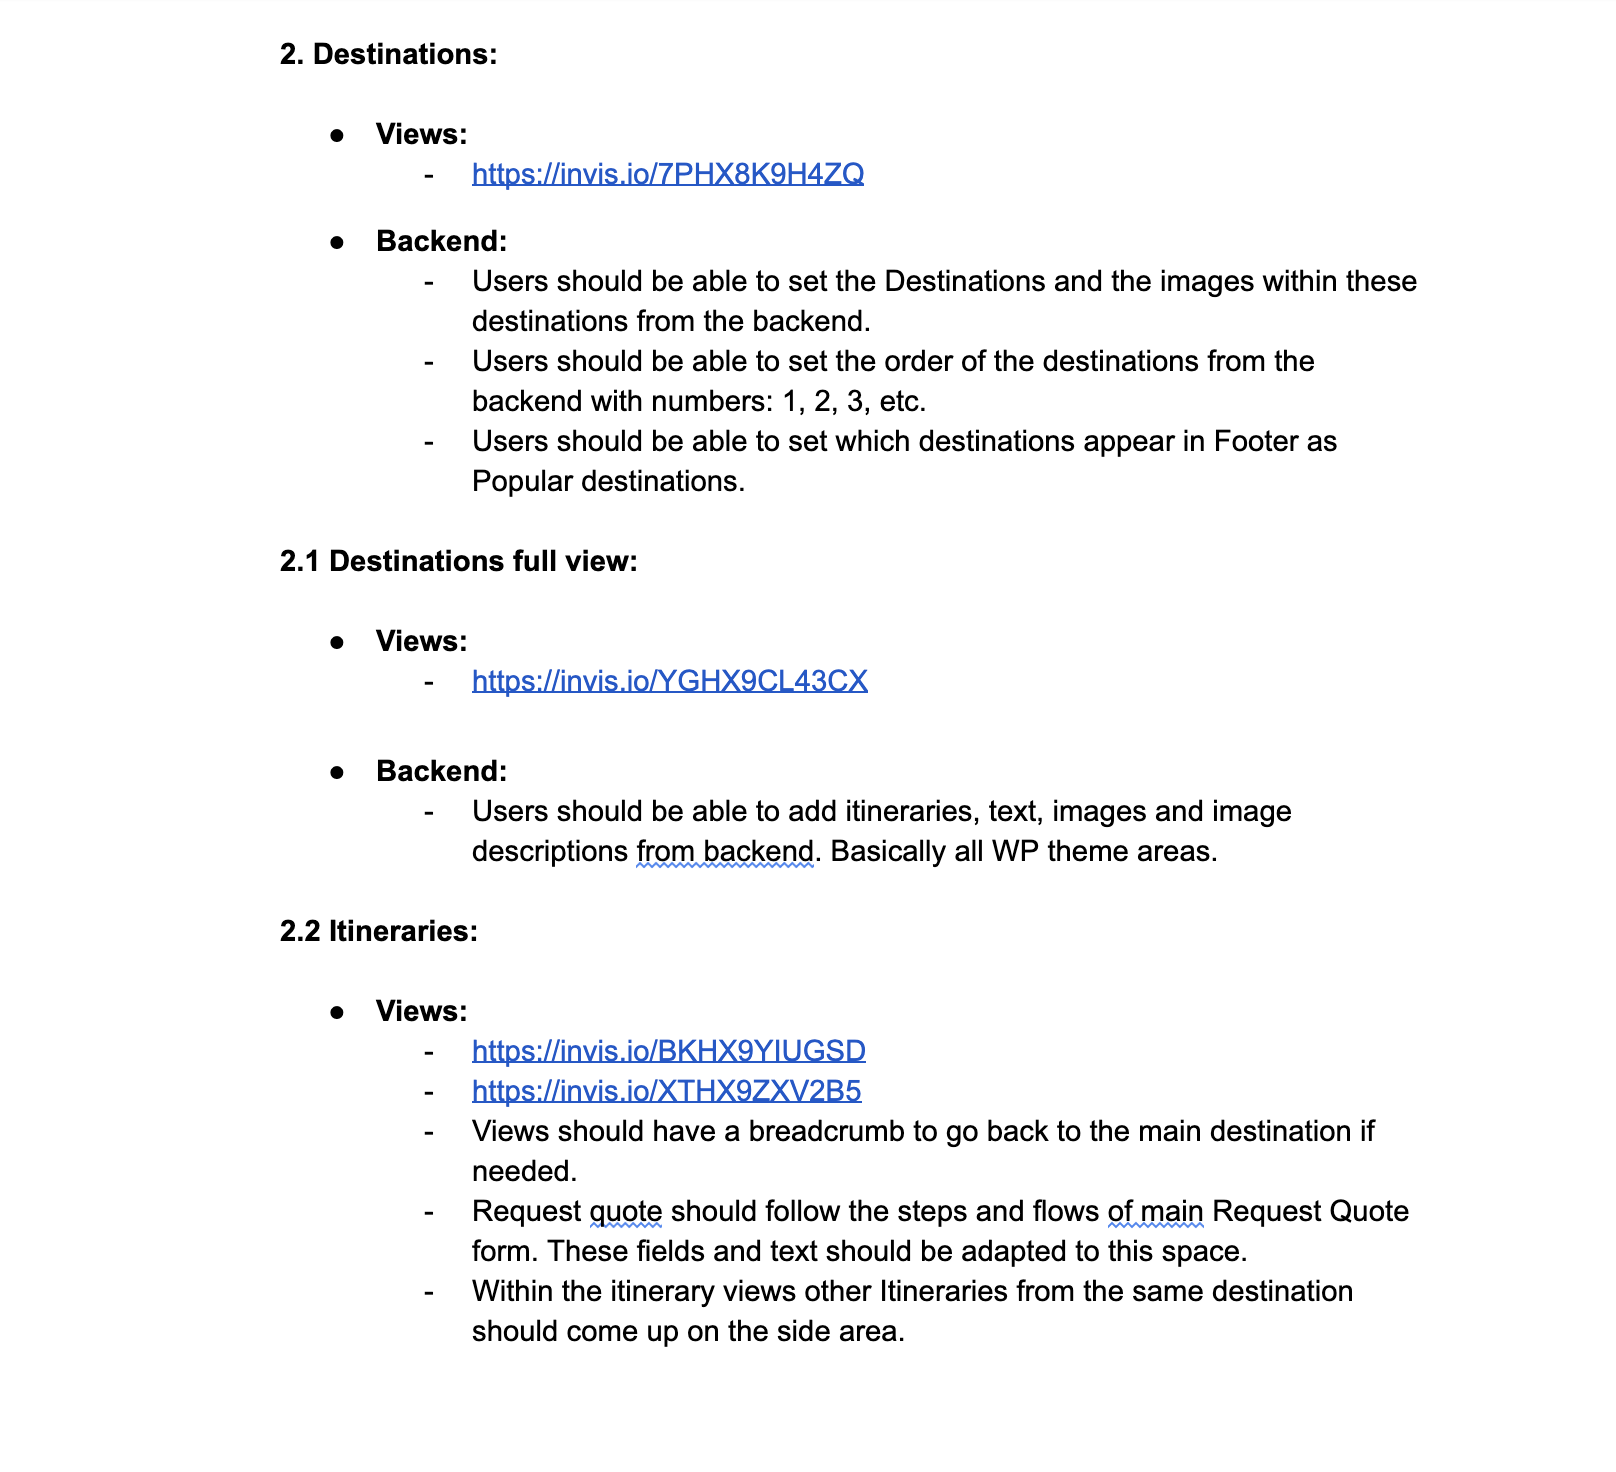 2. Destinations:
● Views:
- https://invis.io/7PHX8K9H4ZQ
● Backend:
- Users should be able to set the Destinations and the images within these
destinations from the backend.
- Users should be able to set the order of the destinations from the
backend with numbers: 1, 2, 3, etc.
- Users should be able to set which destinations appear in Footer as
Popular destinations.
2.1 Destinations full view:
● Views:
- https://invis.io/YGHX9CL43CX
● Backend:
- Users should be able to add itineraries, text, images and image
descriptions from backend. Basically all WP theme areas.
2.2 Itineraries:
● Views:
- https://invis.io/BKHX9YIUGSD
- https://invis.io/XTHX9ZXV2B5
- Views should have a breadcrumb to go back to the main destination if
needed.
- Request quote should follow the steps and flows of main Request Quote
form. These fields and text should be adapted to this space.
- Within the itinerary views other Itineraries from the same destination
should come up on the side area.